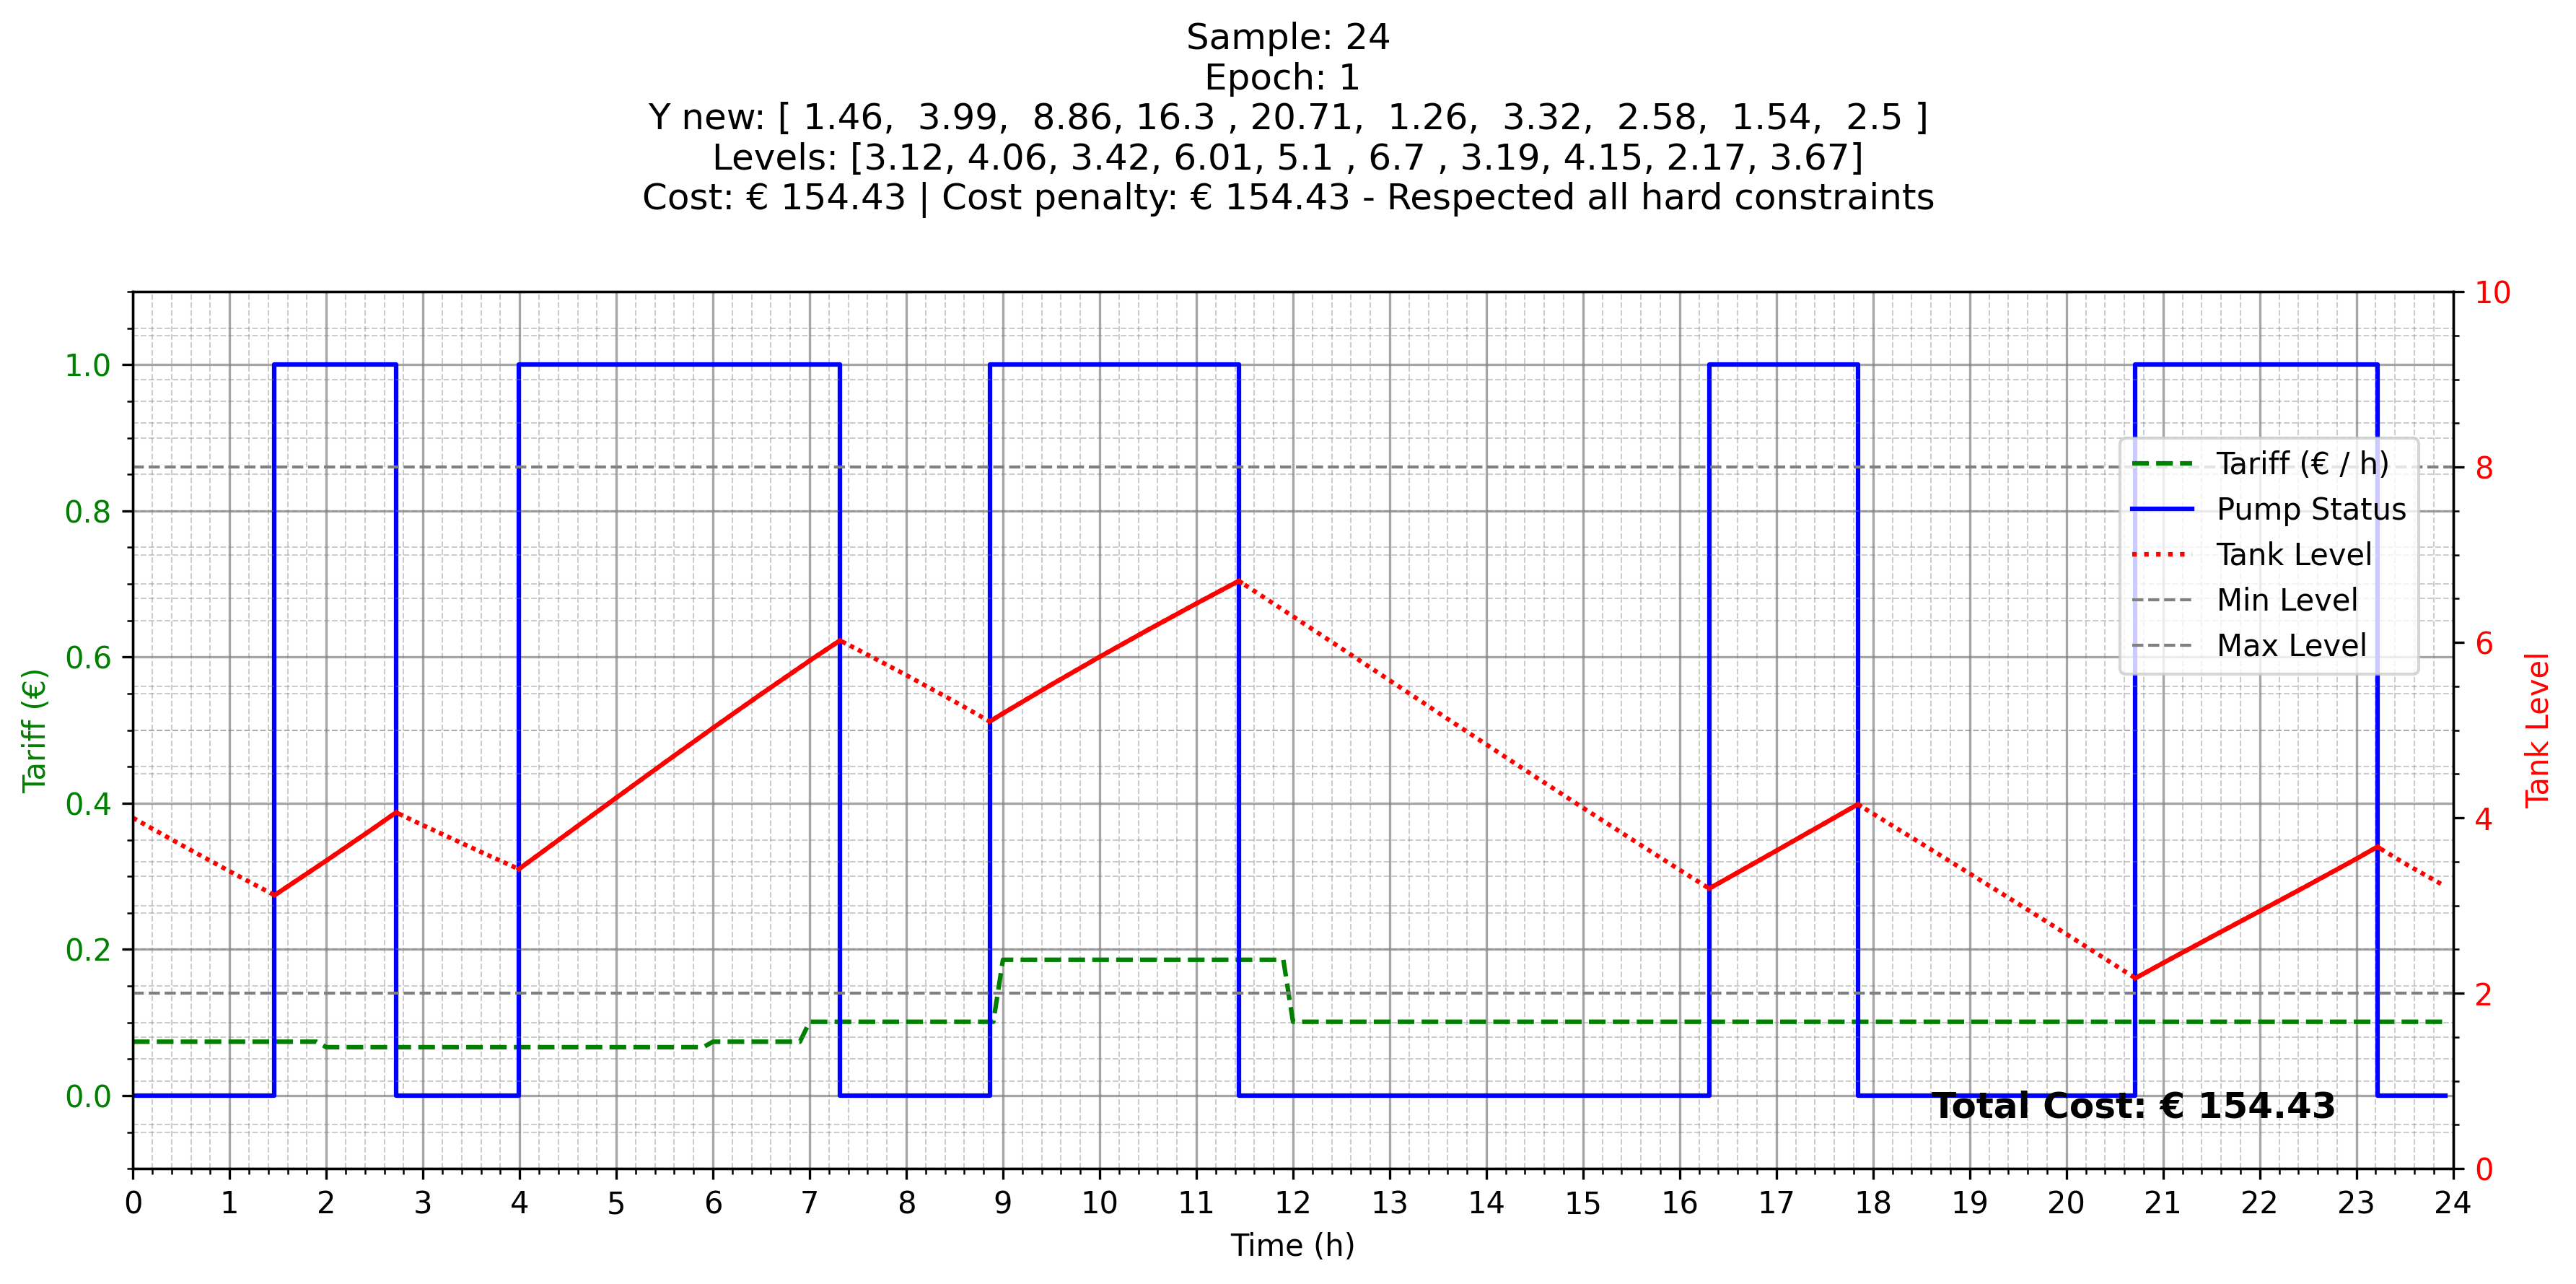 Sample: 24
Epoch: 1
Y new: [ 1.46,  3.99,  8.86, 16.3 , 20.71,  1.26,  3.32,  2.58,  1.54,  2.5 ]
Levels: [3.12, 4.06, 3.42, 6.01, 5.1 , 6.7 , 3.19, 4.15, 2.17, 3.67]
Cost: € 154.43 | Cost penalty: € 154.43 - Respected all hard constraints
Tariff (€)
1.0
0.8
0.6
0.4
0.2
0.0
Tariff (€ / h)
Pump Status
Tank Level
Min Level
Max Level
Total Cost: € 154.43
10
8
6
4
2
0
Tank Level
0 1 2 3 4 5 6 7 8 9 10 11 12 13 14 15 16 17 18 19 20 21 22 23 24
Time (h)